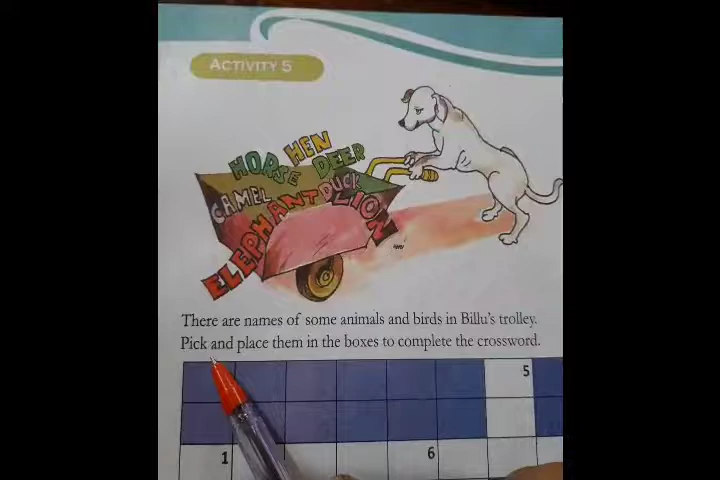 ACTIVITY 5
HEN
HORSE DEER
CAMEL DUCK
ELEPHANT LION
There are names of some animals and birds in Billu's trolley.
Pick and place them in the boxes to complete the crossword.
5
1 6